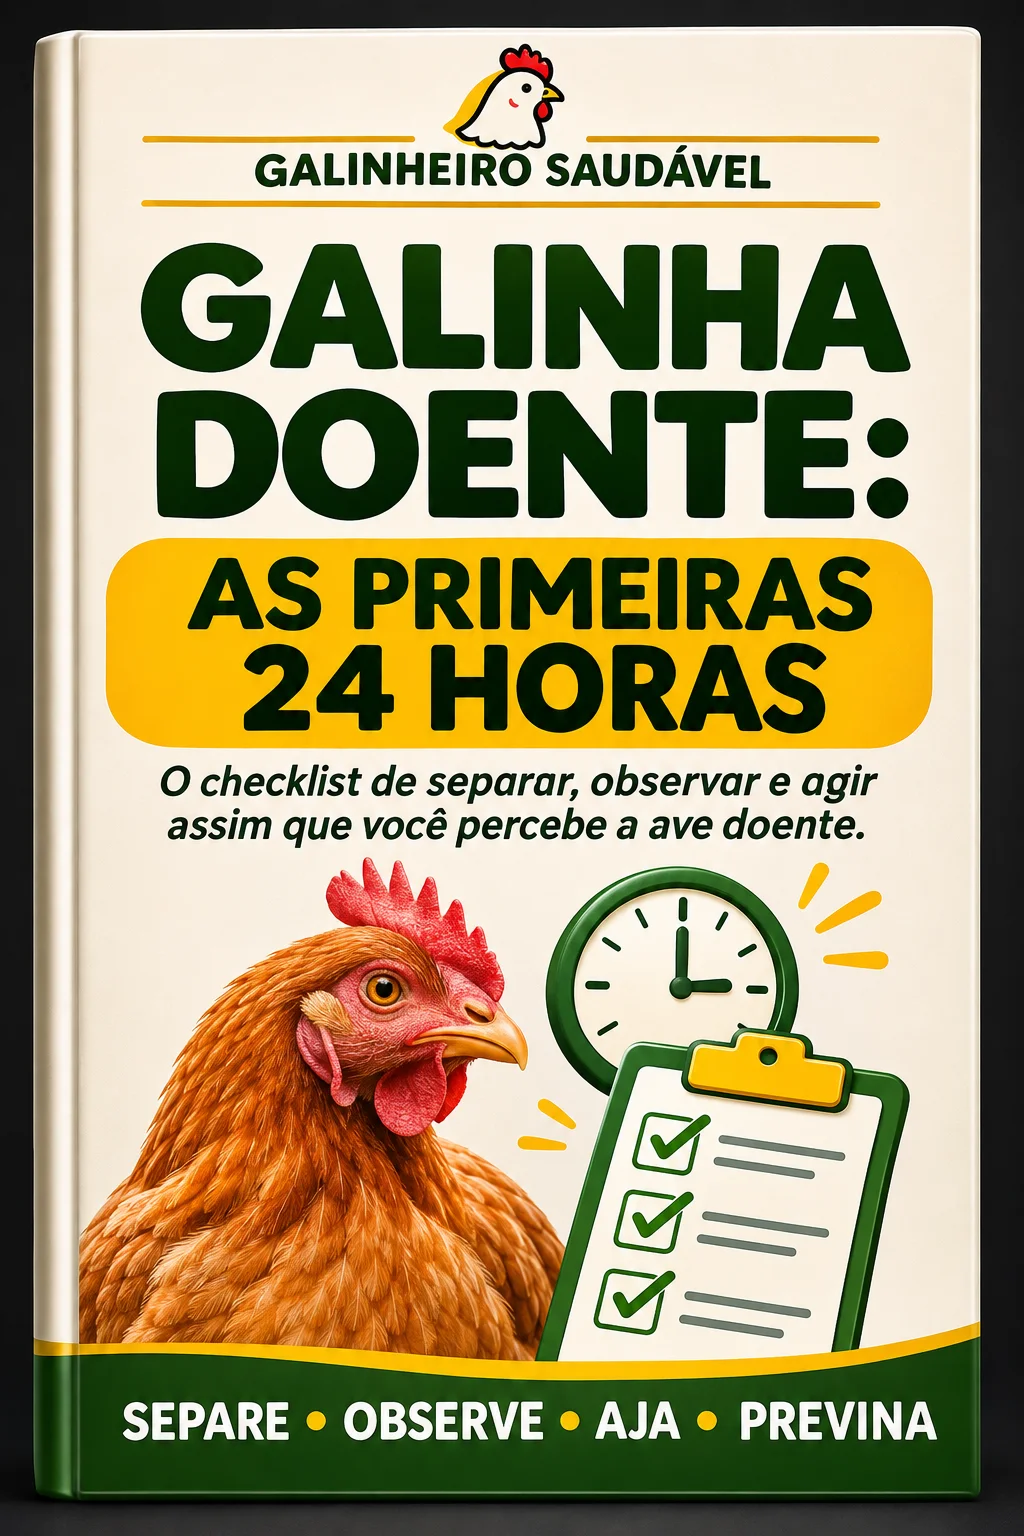 GALINHEIRO SAUDÁVEL
GALINHA
DOENTE:
AS PRIMEIRAS
24 HORAS
O checklist de separar, observar e agir
assim que você percebe a ave doente.
SEPARE • OBSERVE • AJA • PREVINA